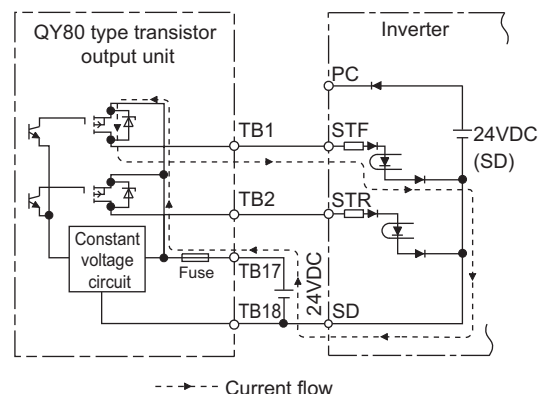 QY80 type transistor
output unit
Inverter
PC
TB1
STF
24VDC
(SD)
TB2
STR
Constant
voltage
circuit
Fuse
TB17
24VDC
TB18
SD
Current flow